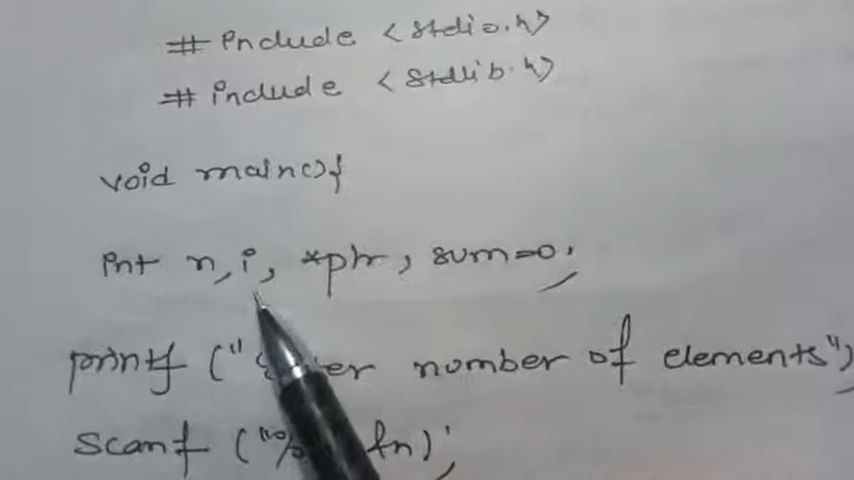 # include <stdio.h>
# include <stdlib.h>
void main(){
int n,i, *ptr, sum=0;
printf (" number of elements")
scanf ("% &n);